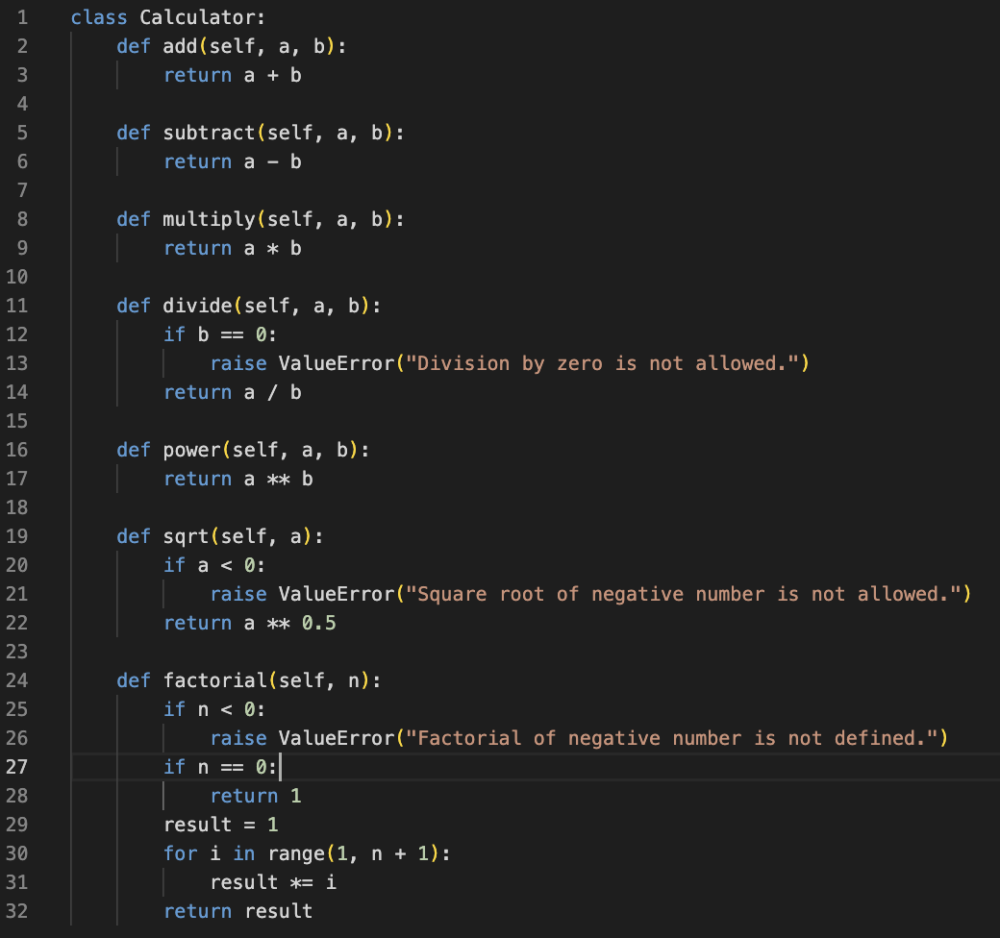 1 class Calculator:
2     def add(self, a, b):
3         return a + b
4
5     def subtract(self, a, b):
6         return a - b
7
8     def multiply(self, a, b):
9         return a * b
10
11     def divide(self, a, b):
12         if b == 0:
13             raise ValueError("Division by zero is not allowed.")
14         return a / b
15
16     def power(self, a, b):
17         return a ** b
18
19     def sqrt(self, a):
20         if a < 0:
21             raise ValueError("Square root of negative number is not allowed.")
22         return a ** 0.5
23
24     def factorial(self, n):
25         if n < 0:
26             raise ValueError("Factorial of negative number is not defined.")
27         if n == 0:
28             return 1
29         result = 1
30         for i in range(1, n + 1):
31             result *= i
32         return result